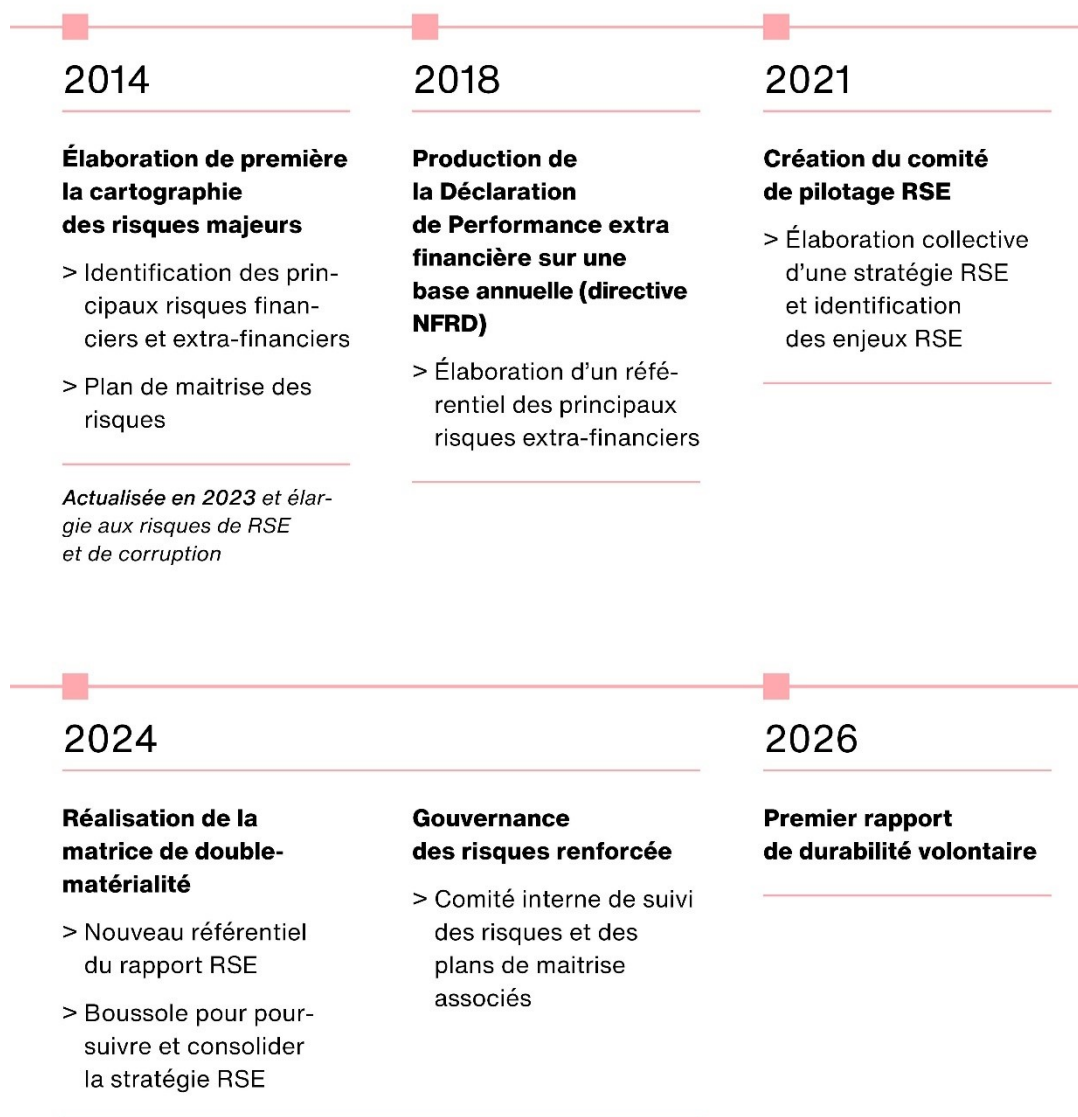 2014
Élaboration de première
la cartographie
des risques majeurs
> Identification des prin-
cipaux risques finan-
ciers et extra-financiers
> Plan de maitrise des
risques
Actualisée en 2023 et élar-
gie aux risques de RSE
et de corruption
2018
Production de
la Déclaration
de Performance extra
financière sur une
base annuelle (directive
NFRD)
> Élaboration d’un réfé-
rentiel des principaux
risques extra-financiers
2021
Création du comité
de pilotage RSE
> Élaboration collective
d’une stratégie RSE
et identification
des enjeux RSE
2024
Réalisation de la
matrice de double-
matérialité
> Nouveau référentiel
du rapport RSE
> Boussole pour pour-
suivre et consolider
la stratégie RSE
Gouvernance
des risques renforcée
> Comité interne de suivi
des risques et des
plans de maitrise
associés
2026
Premier rapport
de durabilité volontaire